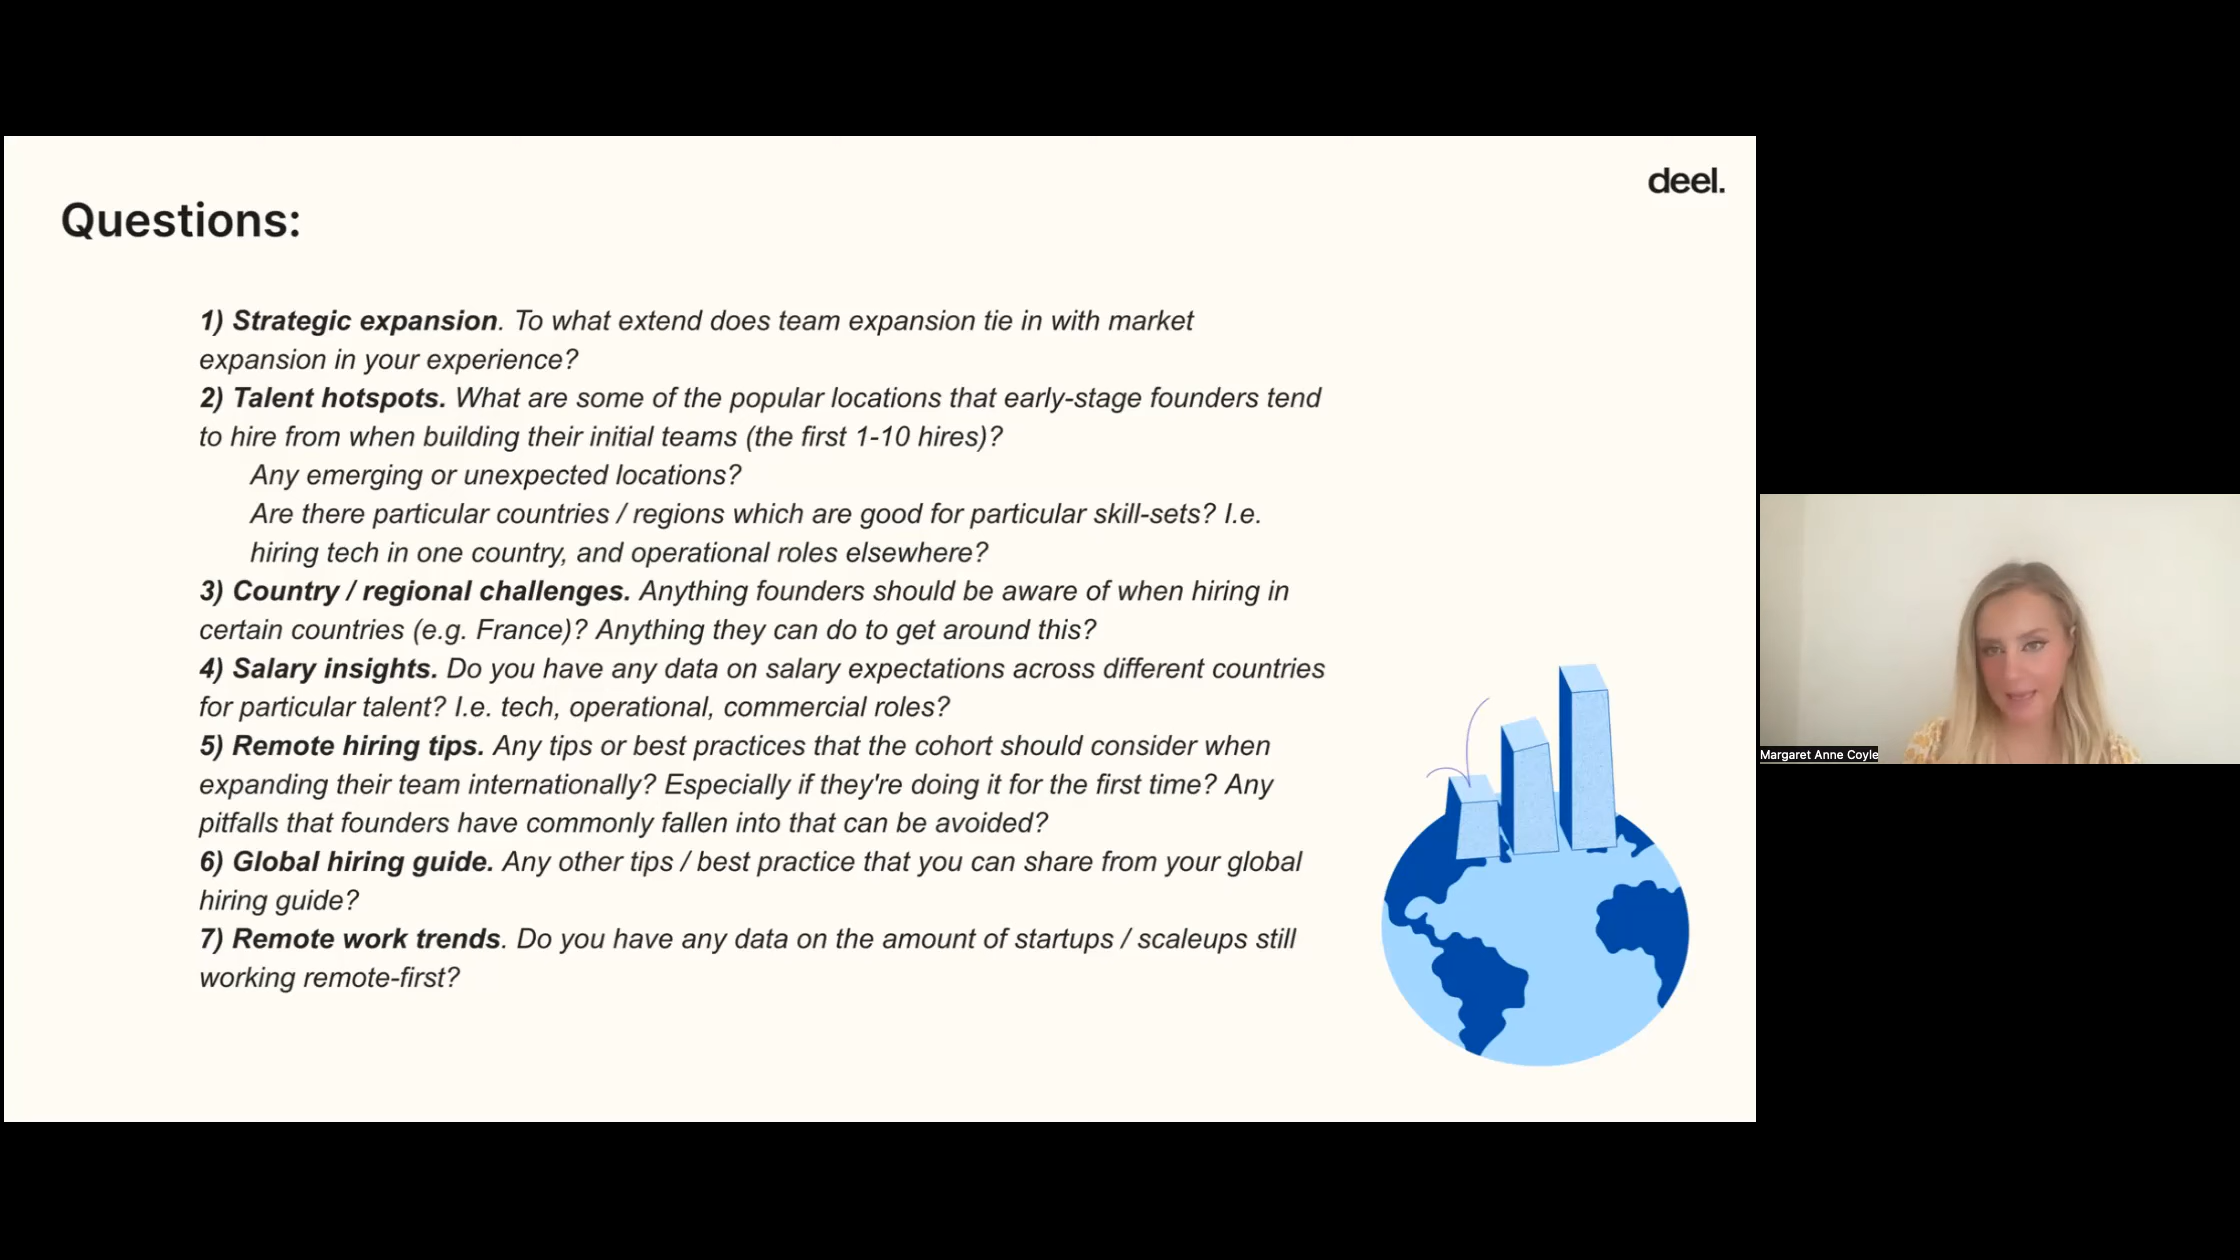 deel.
Questions:
1) Strategic expansion. To what extend does team expansion tie in with market
expansion in your experience?
2) Talent hotspots. What are some of the popular locations that early-stage founders tend
to hire from when building their initial teams (the first 1-10 hires)?
Any emerging or unexpected locations?
Are there particular countries / regions which are good for particular skill-sets? I.e.
hiring tech in one country, and operational roles elsewhere?
3) Country / regional challenges. Anything founders should be aware of when hiring in
certain countries (e.g. France)? Anything they can do to get around this?
4) Salary insights. Do you have any data on salary expectations across different countries
for particular talent? I.e. tech, operational, commercial roles?
5) Remote hiring tips. Any tips or best practices that the cohort should consider when
expanding their team internationally? Especially if they're doing it for the first time? Any
pitfalls that founders have commonly fallen into that can be avoided?
6) Global hiring guide. Any other tips / best practice that you can share from your global
hiring guide?
7) Remote work trends. Do you have any data on the amount of startups / scaleups still
working remote-first?
Margaret Anne Coyle